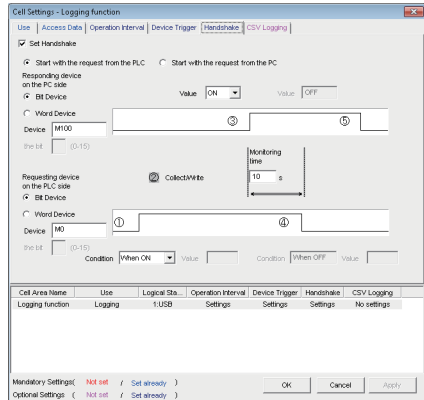 Cell Settings - Logging function
Use Access Data Operation Interval Device Trigger Handshake CSV Logging
Set Handshake
Start with the request from the PLC Start with the request from the PC
Responding device
on the PC side
Bit Device
Value ON Value OFF
Word Device
③ ⑤
Device M100
the bit (0-15)
Monitoring
time
Requesting device
on the PLC side
② Collect/Write
10 s
Bit Device
Word Device
① ④
Device M0
the bit (0-15)
Condition When ON Value Condition When OFF Value
Cell Area Name Use Logical Sta... Operation Interval Device Trigger Handshake CSV Logging
Logging function Logging 1:USB Settings Settings Settings No settings
Mandatory Settings( Not set / Set already )
OK Cancel Apply
Optional Settings ( Not set / Set already )